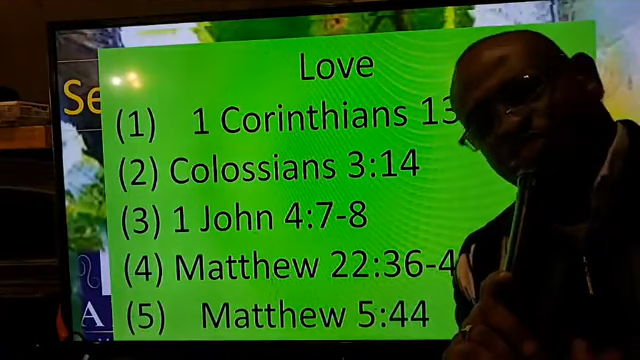 Love
Se
(1) 1 Corinthians 13
(2) Colossians 3:14
(3) 1 John 4:7-8
(4) Matthew 22:36-4
A
(5) Matthew 5:44